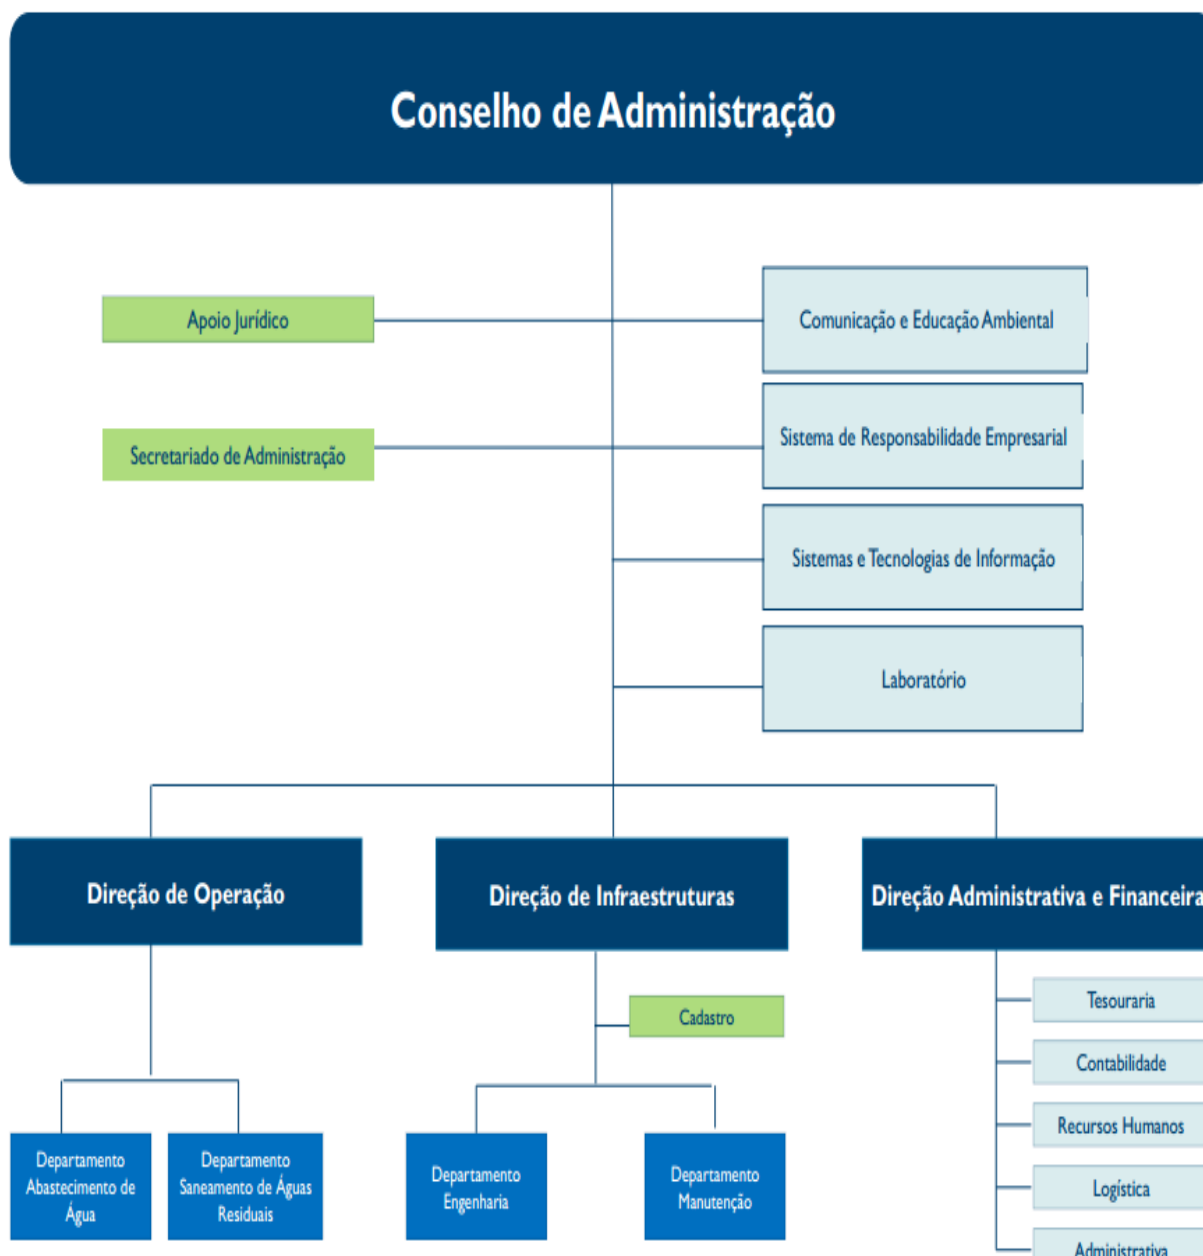 Conselho de Administração
Apoio Jurídico
Comunicação e Educação Ambiental
Secretariado de Administração
Sistema de Responsabilidade Empresarial
Sistemas e Tecnologias de Informação
Laboratório
Direção de Operação
Direção de Infraestruturas
Direção Administrativa e Financeira
Cadastro
Tesouraria
Contabilidade
Recursos Humanos
Logística
Administrativa
Departamento
Abastecimento de
Água
Departamento
Saneamento de Águas
Residuais
Departamento
Engenharia
Departamento
Manutenção